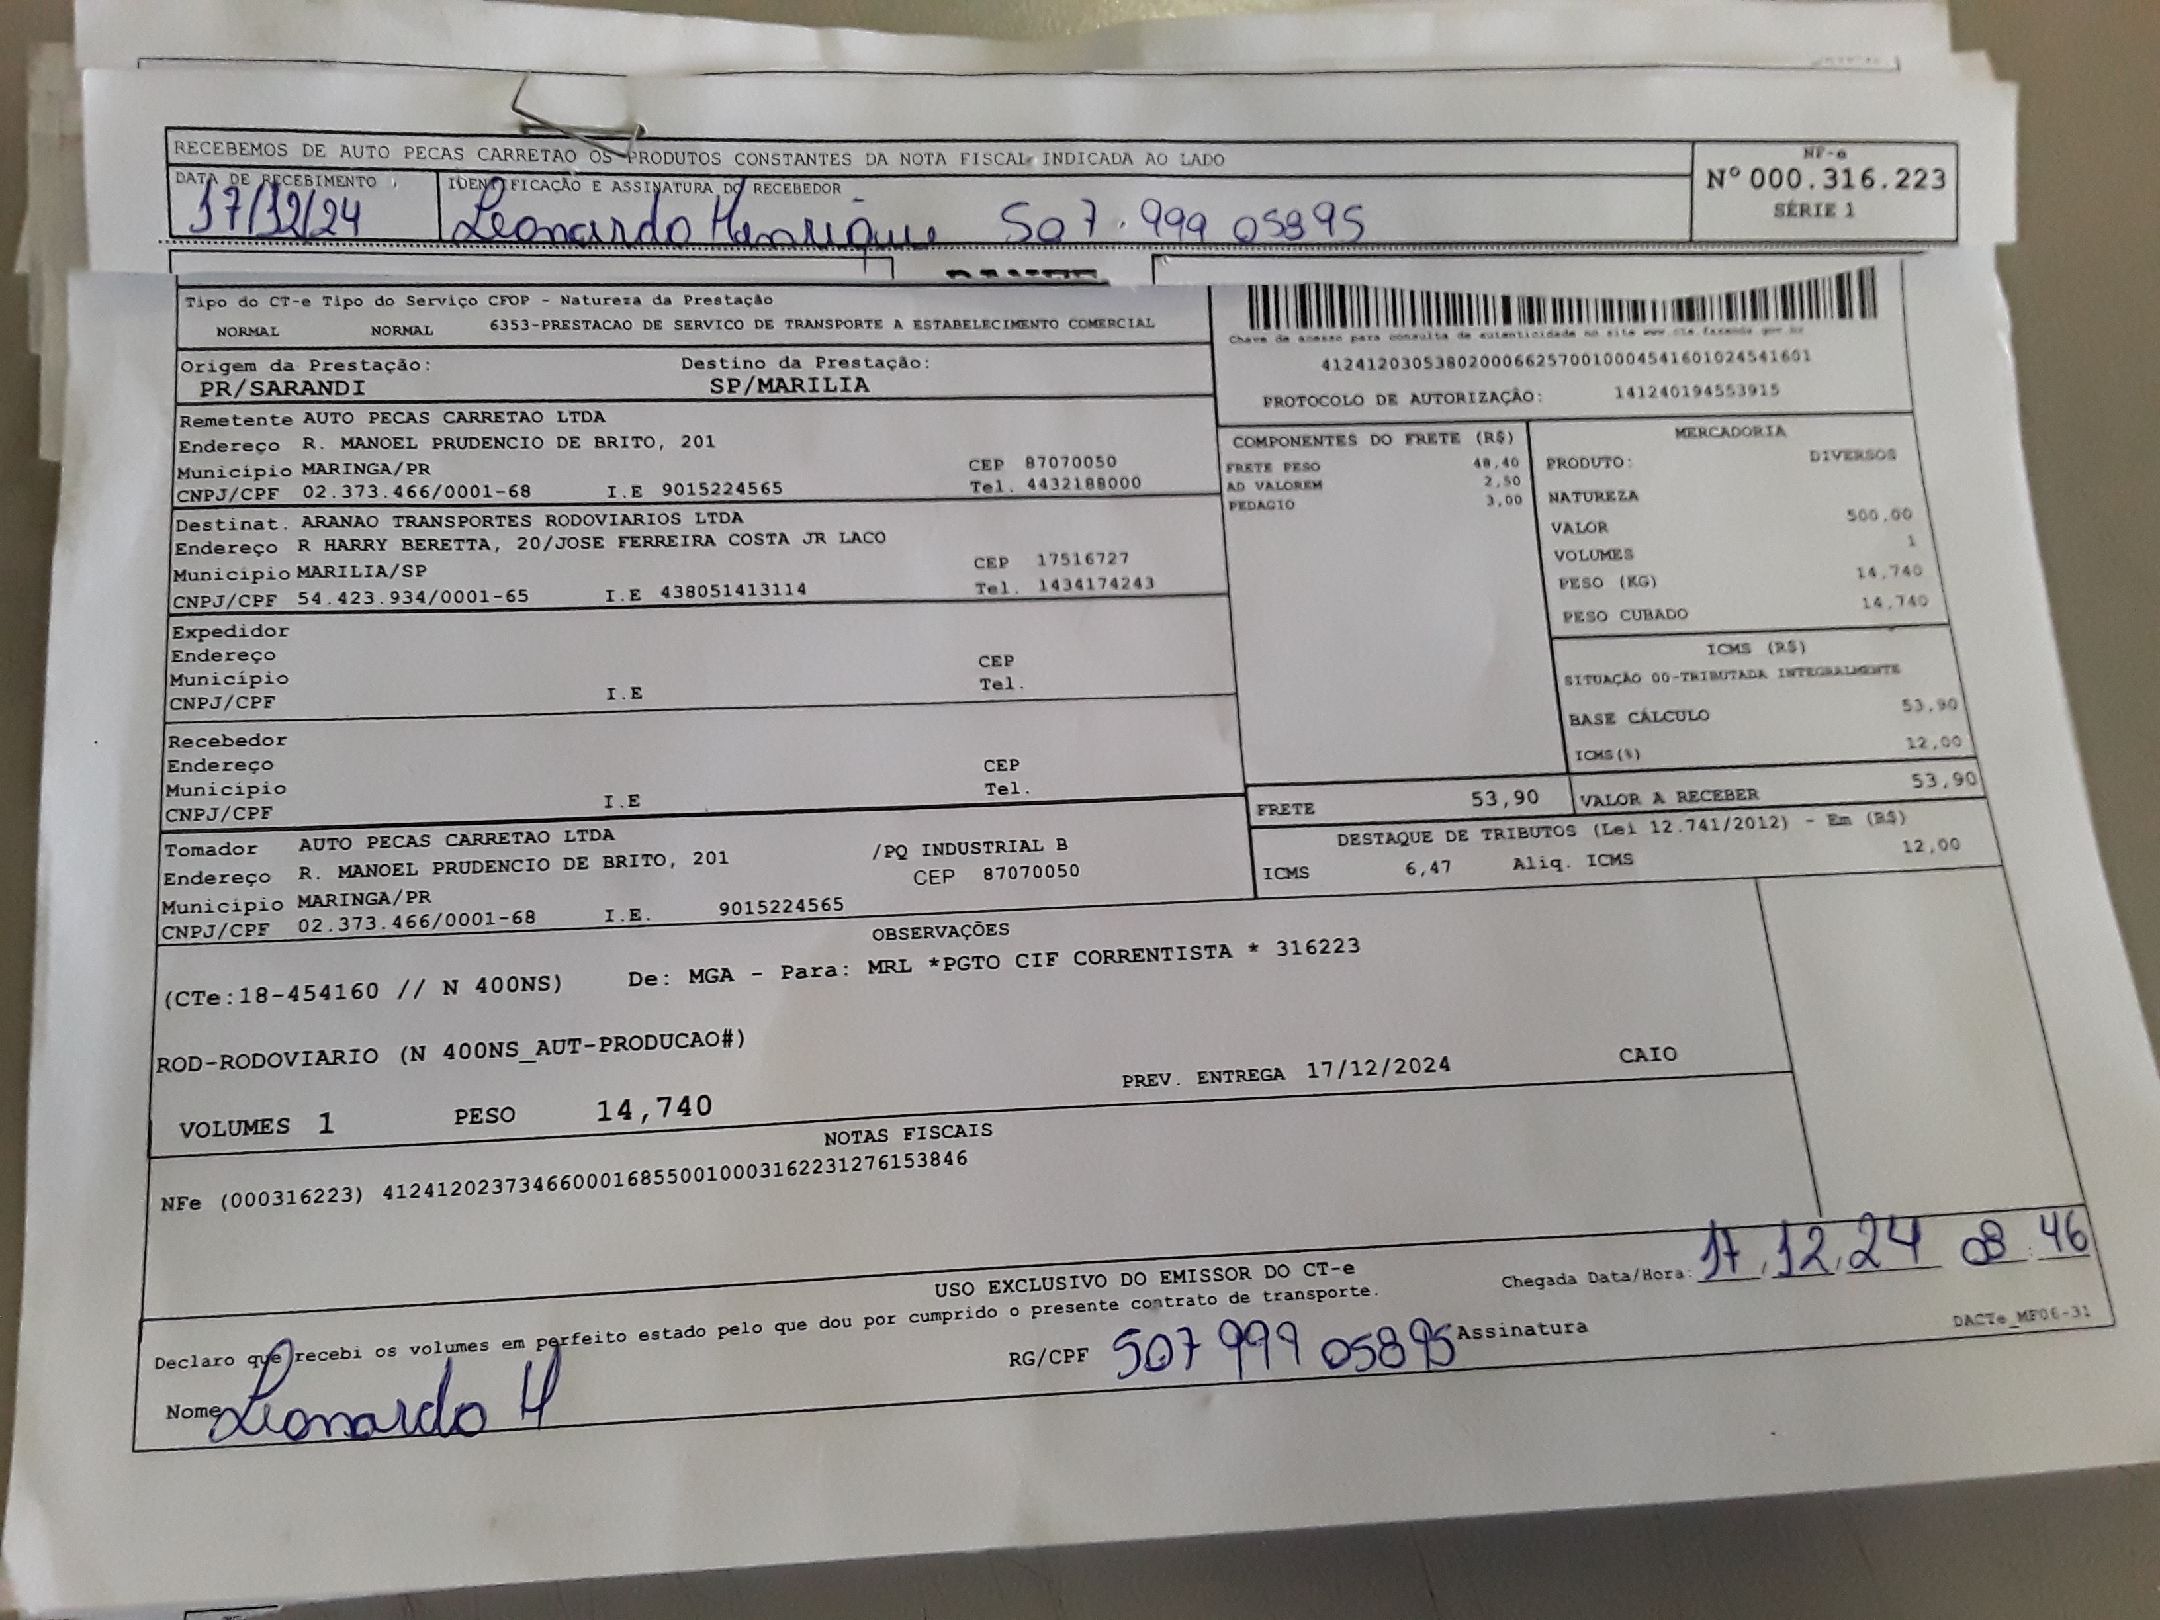 RECEBEMOS DE AUTO PECAS CARRETAO OS PRODUTOS CONSTANTES DA NOTA FISCAL INDICADA AO LADO
NF-e
Nº 000.316.223
SÉRIE 1
DATA DE RECEBIMENTO
17/12/24
IDENTIFICAÇÃO E ASSINATURA DO RECEBEDOR
Leonardo Henrique 507.999 05895
Tipo do CT-e Tipo do Serviço CFOP - Natureza da Prestação
NORMAL NORMAL 6353-PRESTACAO DE SERVICO DE TRANSPORTE A ESTABELECIMENTO COMERCIAL
Chave de acesso para consulta de autenticidade no site www.cte.fazenda.gov.br
41241203053802000662570010004541601024541601
PROTOCOLO DE AUTORIZAÇÃO: 141240194553915
Origem da Prestação: Destino da Prestação:
PR/SARANDI SP/MARILIA
Remetente AUTO PECAS CARRETAO LTDA
Endereço R. MANOEL PRUDENCIO DE BRITO, 201
Município MARINGA/PR CEP 87070050
CNPJ/CPF 02.373.466/0001-68 I.E 9015224565 Tel. 4432188000
Destinat. ARANAO TRANSPORTES RODOVIARIOS LTDA
Endereço R HARRY BERETTA, 20/JOSE FERREIRA COSTA JR LACO
Município MARILIA/SP CEP 17516727
CNPJ/CPF 54.423.934/0001-65 I.E 438051413114 Tel. 1434174243
Expedidor
Endereço
Município CEP
CNPJ/CPF I.E Tel.
Recebedor
Endereço CEP
Município Tel.
CNPJ/CPF I.E
Tomador AUTO PECAS CARRETAO LTDA
Endereço R. MANOEL PRUDENCIO DE BRITO, 201 /PQ INDUSTRIAL B
Município MARINGA/PR CEP 87070050
CNPJ/CPF 02.373.466/0001-68 I.E. 9015224565
COMPONENTES DO FRETE (R$)
FRETE PESO 48,40
AD VALOREM 2,50
PEDAGIO 3,00
MERCADORIA
PRODUTO: DIVERSOS
NATUREZA
VALOR 500,00
VOLUMES 1
PESO (KG) 14,740
PESO CUBADO 14,740
ICMS (R$)
SITUAÇÃO 00-TRIBUTADA INTEGRALMENTE
BASE CÁLCULO 53,90
ICMS(%) 12,00
FRETE 53,90 VALOR A RECEBER 53,90
DESTAQUE DE TRIBUTOS (Lei 12.741/2012) - Em (R$)
ICMS 6,47 Aliq. ICMS 12,00
OBSERVAÇÕES
(CTe:18-454160 // N 400NS) De: MGA - Para: MRL *PGTO CIF CORRENTISTA * 316223
ROD-RODOVIARIO (N 400NS_AUT-PRODUCAO#)
PREV. ENTREGA 17/12/2024 CAIO
VOLUMES 1 PESO 14,740
NOTAS FISCAIS
NFe (000316223) 41241202373466000168550010003162231276153846
USO EXCLUSIVO DO EMISSOR DO CT-e
Chegada Data/Hora: 17.12.24 08:46
Declaro que recebi os volumes em perfeito estado pelo que dou por cumprido o presente contrato de transporte.
Nome Leonardo H RG/CPF 507 999 05895 Assinatura
DACTe_MF06-31